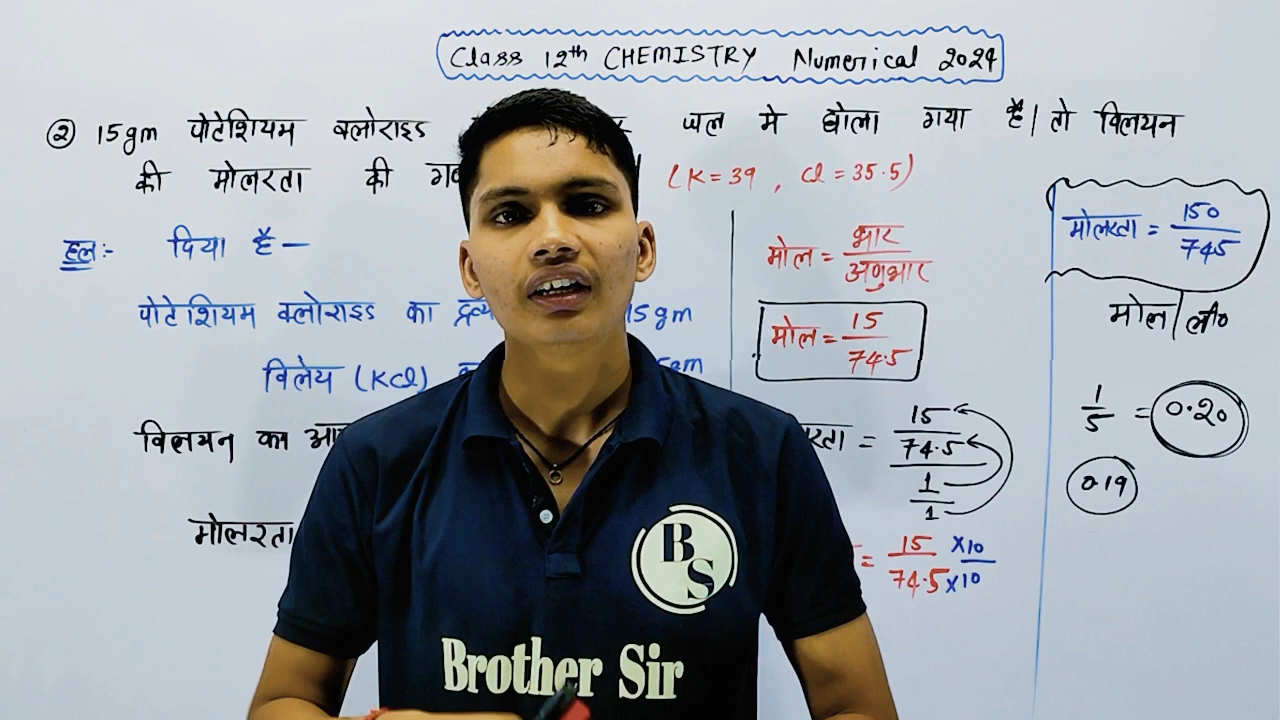 Class 12th CHEMISTRY Numerical 2024
② 15gm पोटेशियम क्लोराइड जल मे घोला गया है। तो विलयन
की मोलरता की (K=39 , Cl = 35.5)
हलः- दिया है —
पोटेशियम क्लोराइड का 15gm
विलेय (KCl)
विलयन का
मोलरता
मोल = भार
अणुभार
मोल = 15
74.5
= 15
74.5
1
1
= 15 ×10
74.5 ×10
मोलरता = 150
745
मोल/ली०
1
5 = 0.20
0.19
BS
Brother Sir